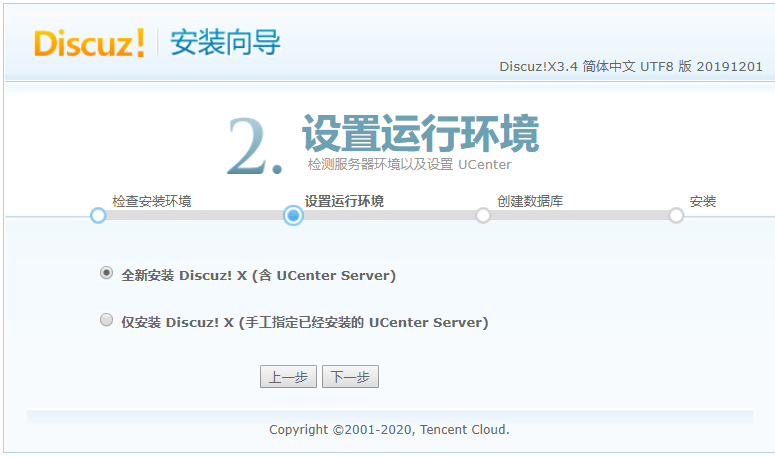 Discuz! 安装向导
Discuz!X3.4 简体中文 UTF8 版 20191201
2. 设置运行环境
检测服务器环境以及设置 UCenter
检查安装环境 设置运行环境 创建数据库 安装
全新安装 Discuz! X (含 UCenter Server)
仅安装 Discuz! X (手工指定已经安装的 UCenter Server)
上一步 下一步
Copyright ©2001-2020, Tencent Cloud.